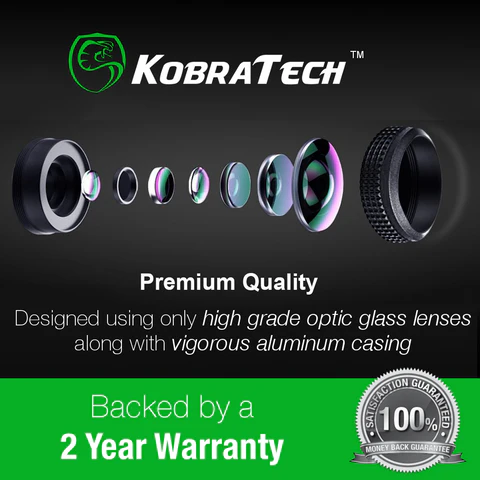 KOBRATECH™
Premium Quality
Designed using only high grade optic glass lenses
along with vigorous aluminum casing
Backed by a
2 Year Warranty
SATISFACTION GUARANTEED
100%
MONEY BACK GUARANTEE